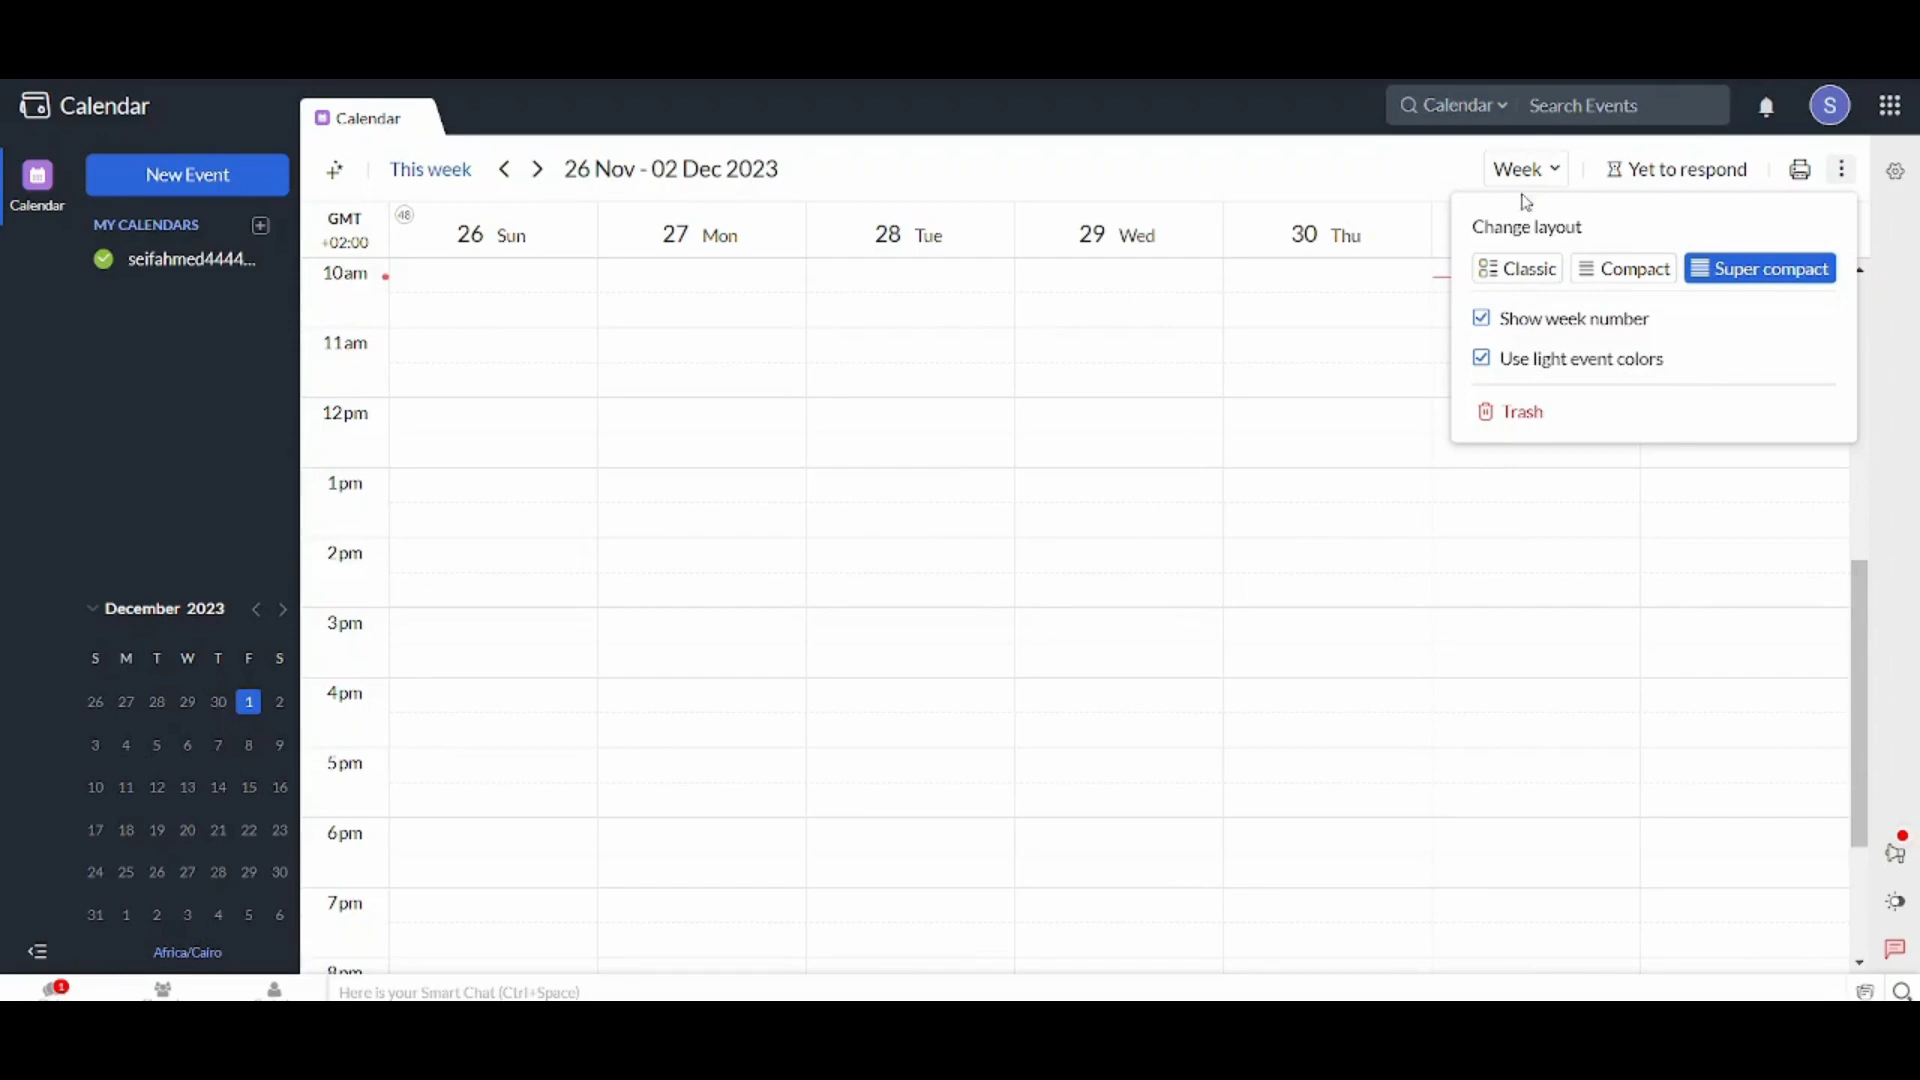 Calendar
Calendar
Calendar Search Events
S
Calendar
New Event
MY CALENDARS
seifahmed4444...
This week 26 Nov - 02 Dec 2023
Week Yet to respond
GMT
+02:00
48
26 Sun 27 Mon 28 Tue 29 Wed 30 Thu
Change layout
Classic Compact Super compact
Show week number
Use light event colors
Trash
10am
11am
12pm
1pm
2pm
3pm
4pm
5pm
6pm
7pm
8pm
December 2023
S M T W T F S
26 27 28 29 30 1 2
3 4 5 6 7 8 9
10 11 12 13 14 15 16
17 18 19 20 21 22 23
24 25 26 27 28 29 30
31 1 2 3 4 5 6
Africa/Cairo
1
Here is your Smart Chat (Ctrl+Space)